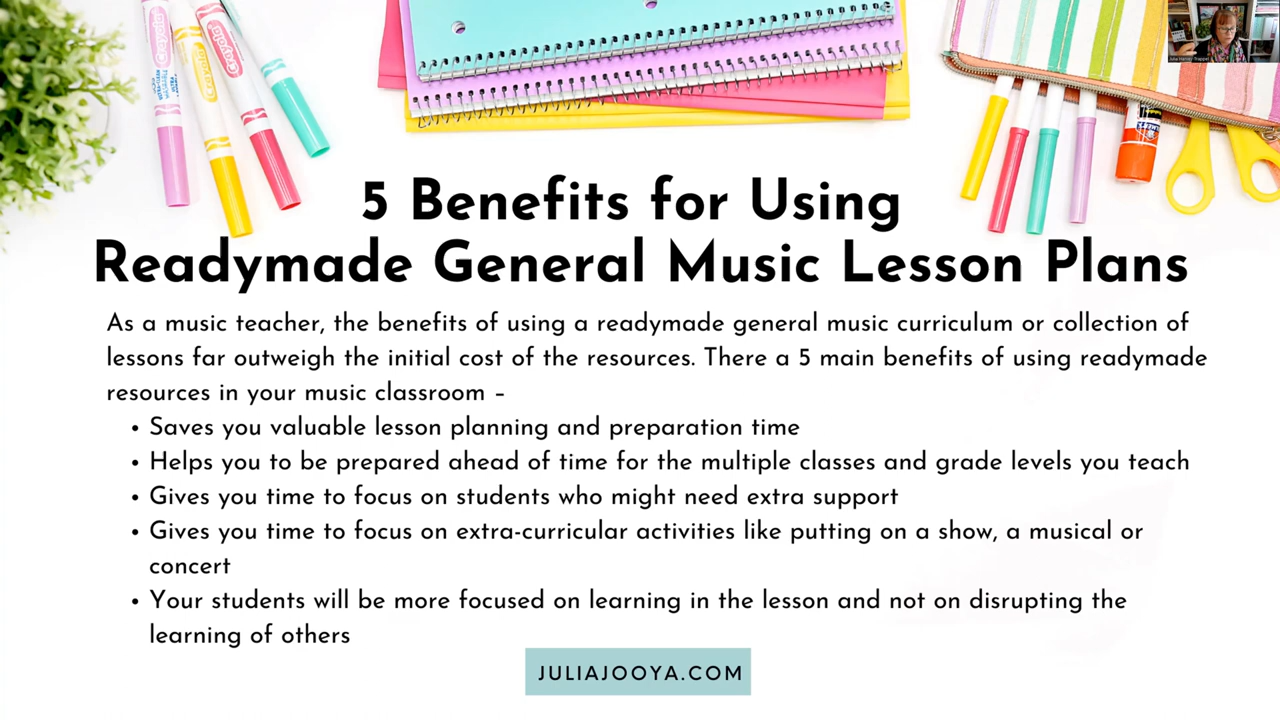 Crayola
Crayola
Crayola
5 Benefits for Using
Readymade General Music Lesson Plans
As a music teacher, the benefits of using a readymade general music curriculum or collection of
lessons far outweigh the initial cost of the resources. There a 5 main benefits of using readymade
resources in your music classroom –
• Saves you valuable lesson planning and preparation time
• Helps you to be prepared ahead of time for the multiple classes and grade levels you teach
• Gives you time to focus on students who might need extra support
• Gives you time to focus on extra-curricular activities like putting on a show, a musical or
concert
• Your students will be more focused on learning in the lesson and not on disrupting the
learning of others
JULIAJOOYA.COM